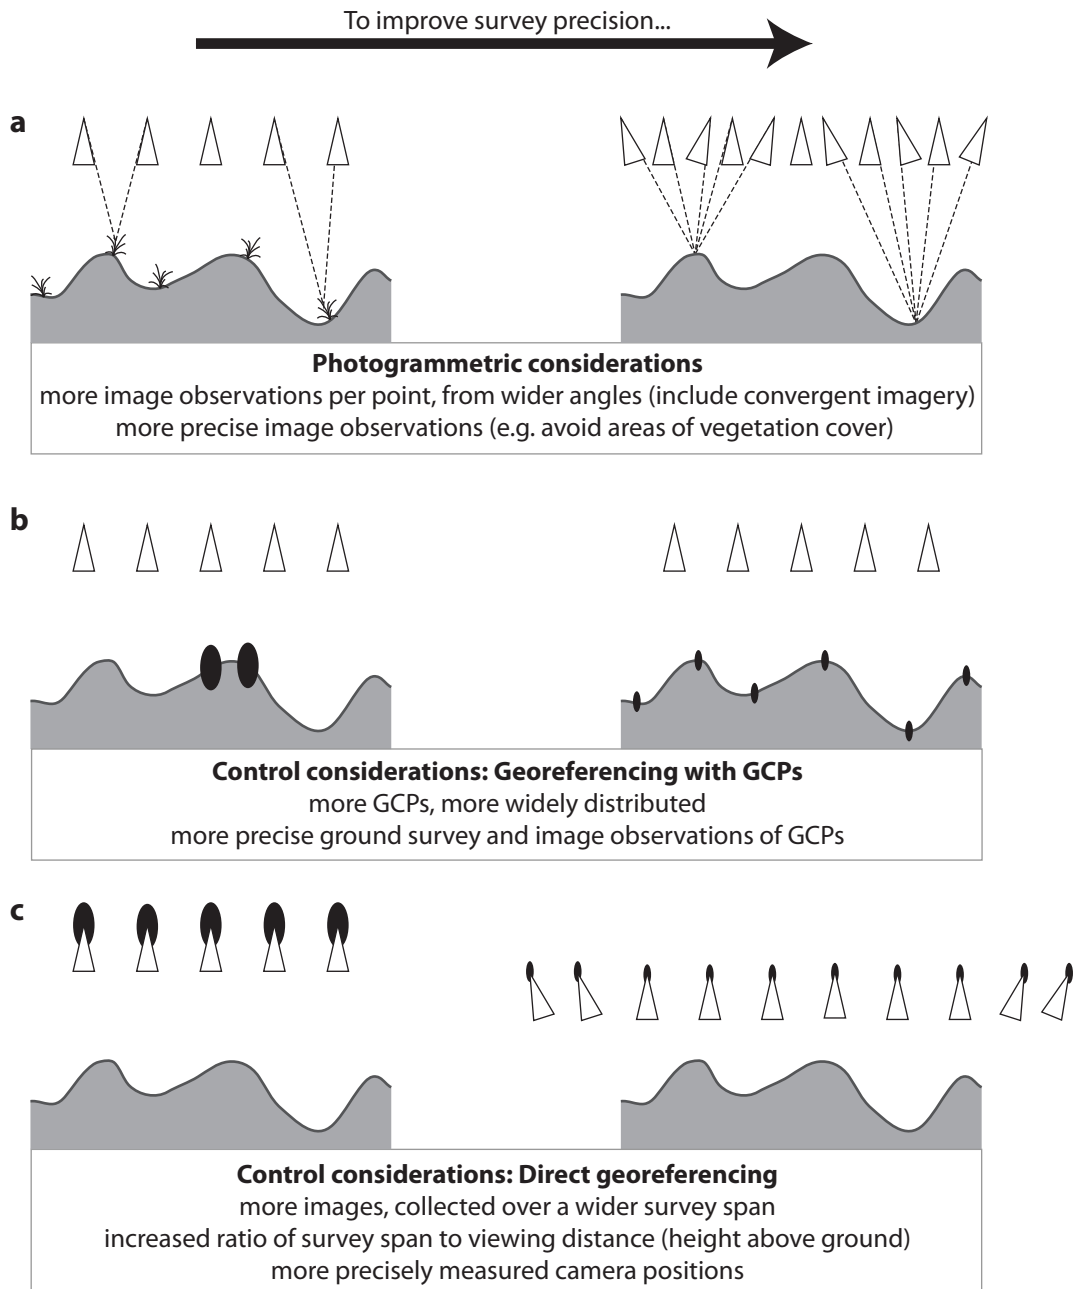 To improve survey precision...
a
Photogrammetric considerations
more image observations per point, from wider angles (include convergent imagery)
more precise image observations (e.g. avoid areas of vegetation cover)
b
Control considerations: Georeferencing with GCPs
more GCPs, more widely distributed
more precise ground survey and image observations of GCPs
c
Control considerations: Direct georeferencing
more images, collected over a wider survey span
increased ratio of survey span to viewing distance (height above ground)
more precisely measured camera positions